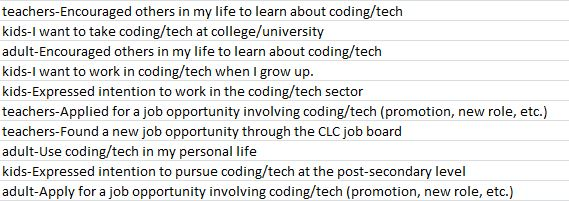 teachers-Encouraged others in my life to learn about coding/tech
kids-I want to take coding/tech at college/university
adult-Encouraged others in my life to learn about coding/tech
kids-I want to work in coding/tech when I grow up.
kids-Expressed intention to work in the coding/tech sector
teachers-Applied for a job opportunity involving coding/tech (promotion, new role, etc.)
teachers-Found a new job opportunity through the CLC job board
adult-Use coding/tech in my personal life
kids-Expressed intention to pursue coding/tech at the post-secondary level
adult-Apply for a job opportunity involving coding/tech (promotion, new role, etc.)